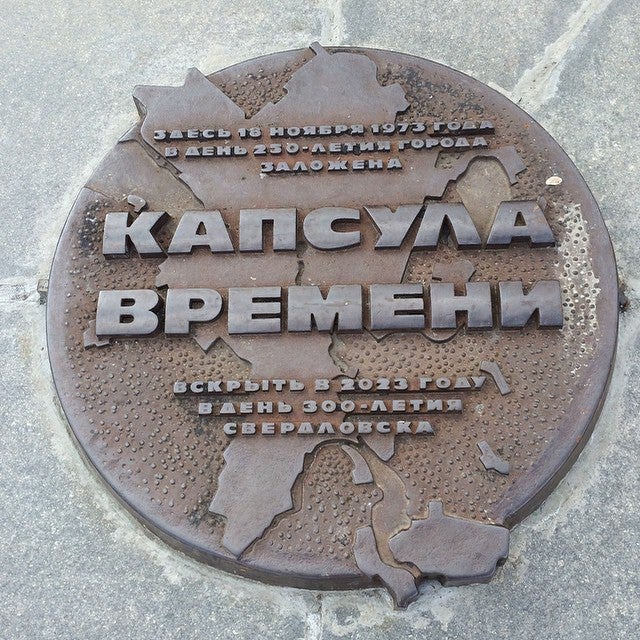 ЗДЕСЬ 16 НОЯБРЯ 1973 ГОДА
В ДЕНЬ 250-ЛЕТИЯ ГОРОДА
ЗАЛОЖЕНА
КАПСУЛА
ВРЕМЕНИ
ВСКРЫТЬ В 2023 ГОДУ
В ДЕНЬ 300-ЛЕТИЯ
СВЕРДЛОВСКА